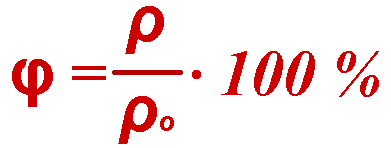 φ = ρ / ρ₀ · 100 %